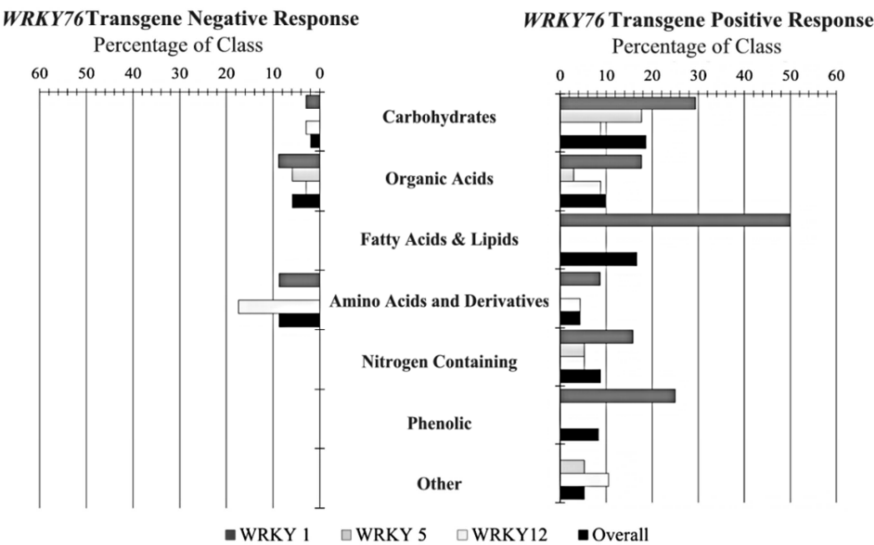 WRKY76 Transgene Negative Response
Percentage of Class
60 50 40 30 20 10 0
WRKY76 Transgene Positive Response
Percentage of Class
0 10 20 30 40 50 60
Carbohydrates
Organic Acids
Fatty Acids & Lipids
Amino Acids and Derivatives
Nitrogen Containing
Phenolic
Other
WRKY 1 WRKY 5 WRKY12 Overall